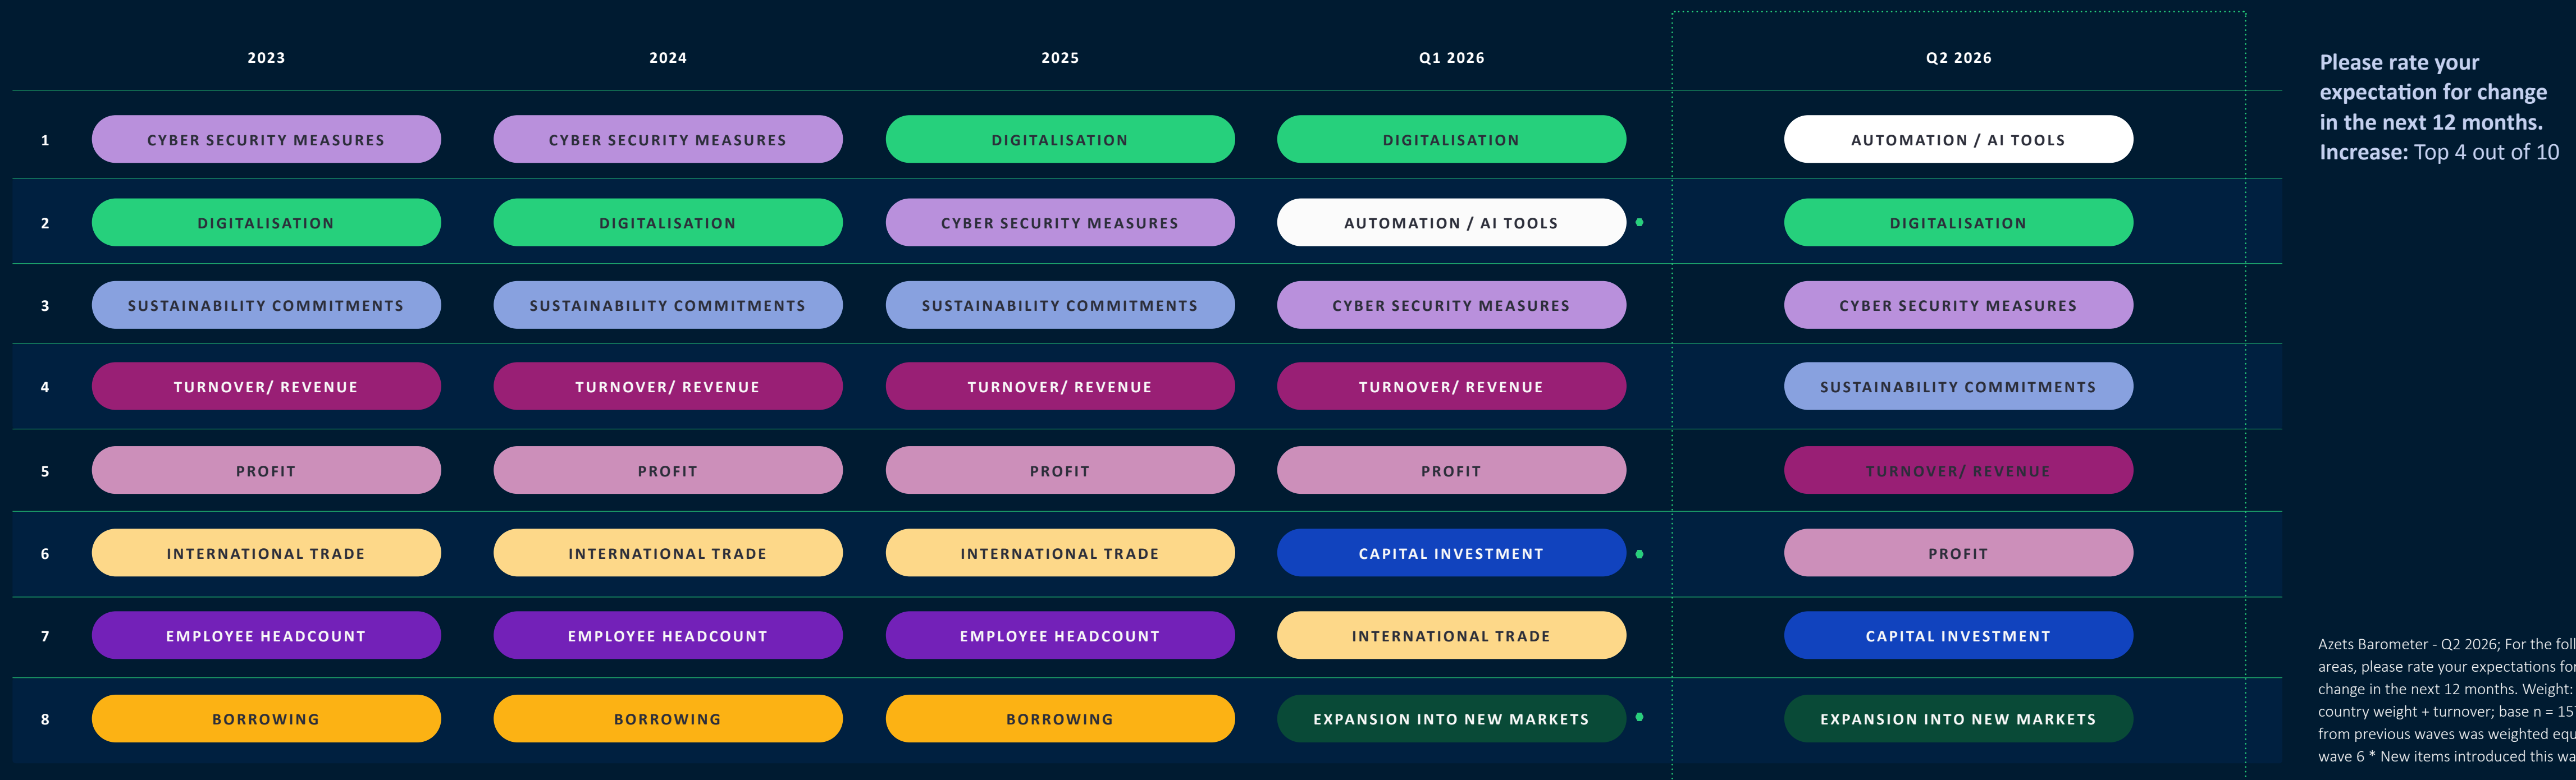 2023 2024 2025 Q1 2026 Q2 2026
1 CYBER SECURITY MEASURES CYBER SECURITY MEASURES DIGITALISATION DIGITALISATION AUTOMATION / AI TOOLS
2 DIGITALISATION DIGITALISATION CYBER SECURITY MEASURES AUTOMATION / AI TOOLS DIGITALISATION
3 SUSTAINABILITY COMMITMENTS SUSTAINABILITY COMMITMENTS SUSTAINABILITY COMMITMENTS CYBER SECURITY MEASURES CYBER SECURITY MEASURES
4 TURNOVER/ REVENUE TURNOVER/ REVENUE TURNOVER/ REVENUE TURNOVER/ REVENUE SUSTAINABILITY COMMITMENTS
5 PROFIT PROFIT PROFIT PROFIT TURNOVER/ REVENUE
6 INTERNATIONAL TRADE INTERNATIONAL TRADE INTERNATIONAL TRADE CAPITAL INVESTMENT PROFIT
7 EMPLOYEE HEADCOUNT EMPLOYEE HEADCOUNT EMPLOYEE HEADCOUNT INTERNATIONAL TRADE CAPITAL INVESTMENT
8 BORROWING BORROWING BORROWING EXPANSION INTO NEW MARKETS EXPANSION INTO NEW MARKETS
Please rate your
expectation for change
in the next 12 months.
Increase: Top 4 out of 10
Azets Barometer - Q2 2026; For the
areas, please rate your expectations
change in the next 12 months. Weight:
country weight + turnover; base n =
from previous waves was weighted
wave 6 * New items introduced this